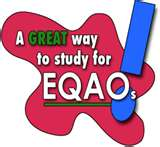 A GREAT way
to study for
EQAOs
!